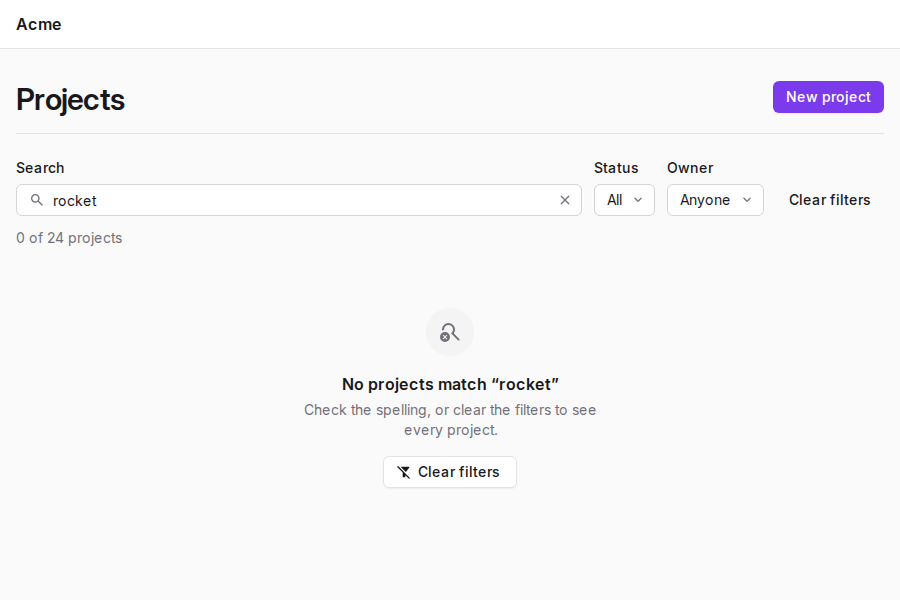 Acme
Projects
New project
Search
Status
Owner
rocket
All
Anyone
Clear filters
0 of 24 projects
No projects match “rocket”
Check the spelling, or clear the filters to see
every project.
Clear filters